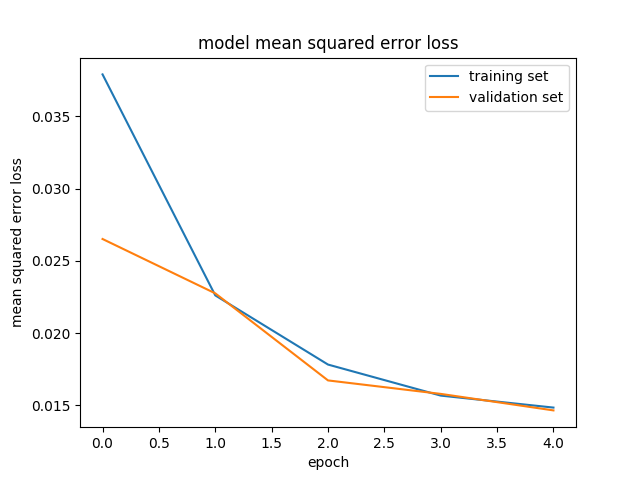 model mean squared error loss
training set
validation set
0.035
0.030
0.025
0.020
0.015
mean squared error loss
0.0 0.5 1.0 1.5 2.0 2.5 3.0 3.5 4.0
epoch